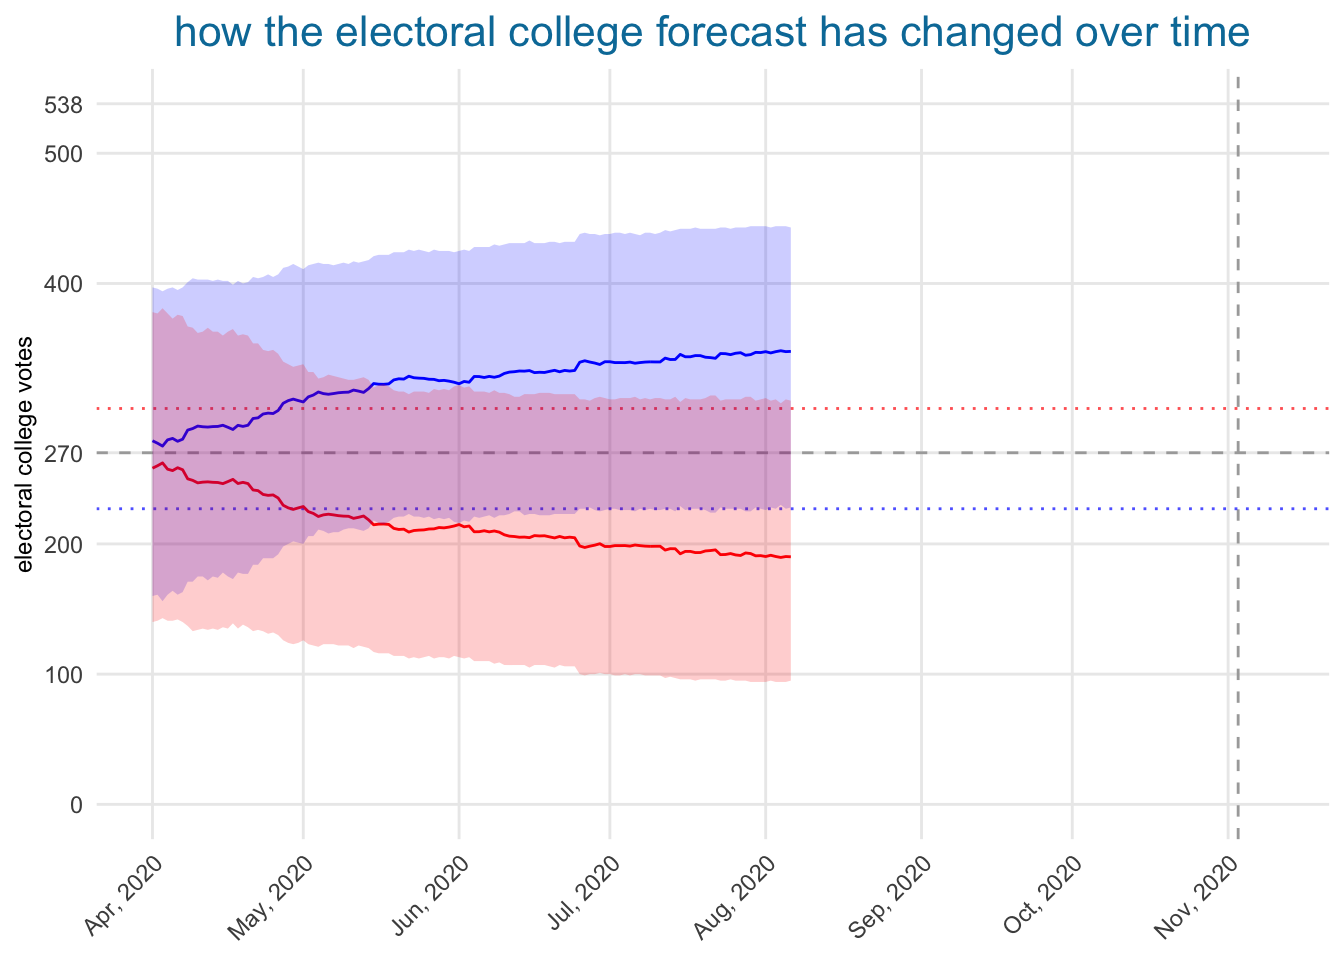 how the electoral college forecast has changed over time
538
500
400
270
200
100
0
electoral college votes
Apr, 2020
May, 2020
Jun, 2020
Jul, 2020
Aug, 2020
Sep, 2020
Oct, 2020
Nov, 2020